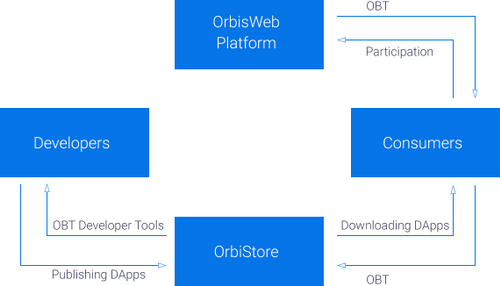 OrbisWeb
Platform
OBT
Participation
Developers
Consumers
OBT Developer Tools
Downloading DApps
OrbiStore
Publishing DApps
OBT